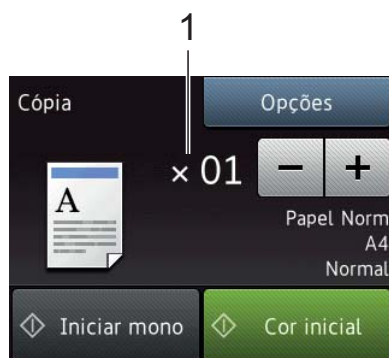 1
Cópia
Opções
× 01
− +
A
Papel Norm
A4
Normal
Iniciar mono
Cor inicial